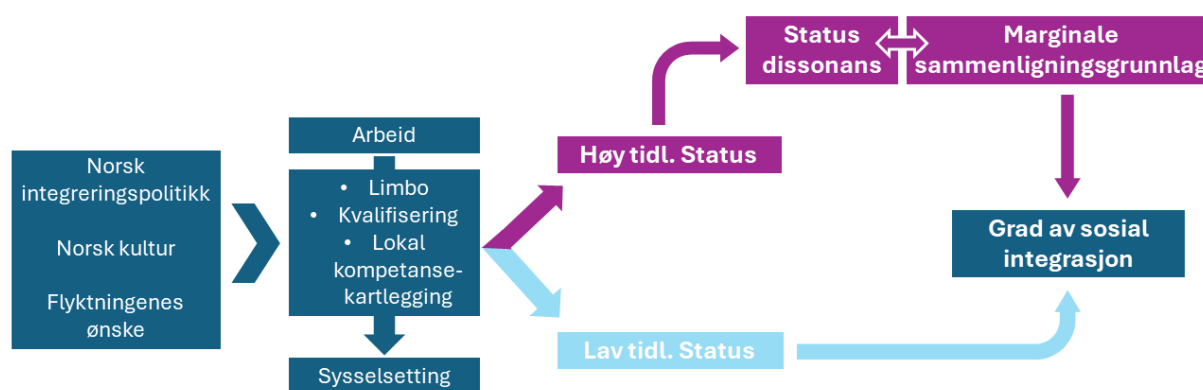 Norsk
integreringspolitikk
Norsk kultur
Flyktningenes
ønske
Arbeid
• Limbo
• Kvalifisering
• Lokal
kompetanse-
kartlegging
Sysselsetting
Høy tidl. Status
Lav tidl. Status
Status
dissonans
Marginale
sammenligningsgrunnlag
Grad av sosial
integrasjon